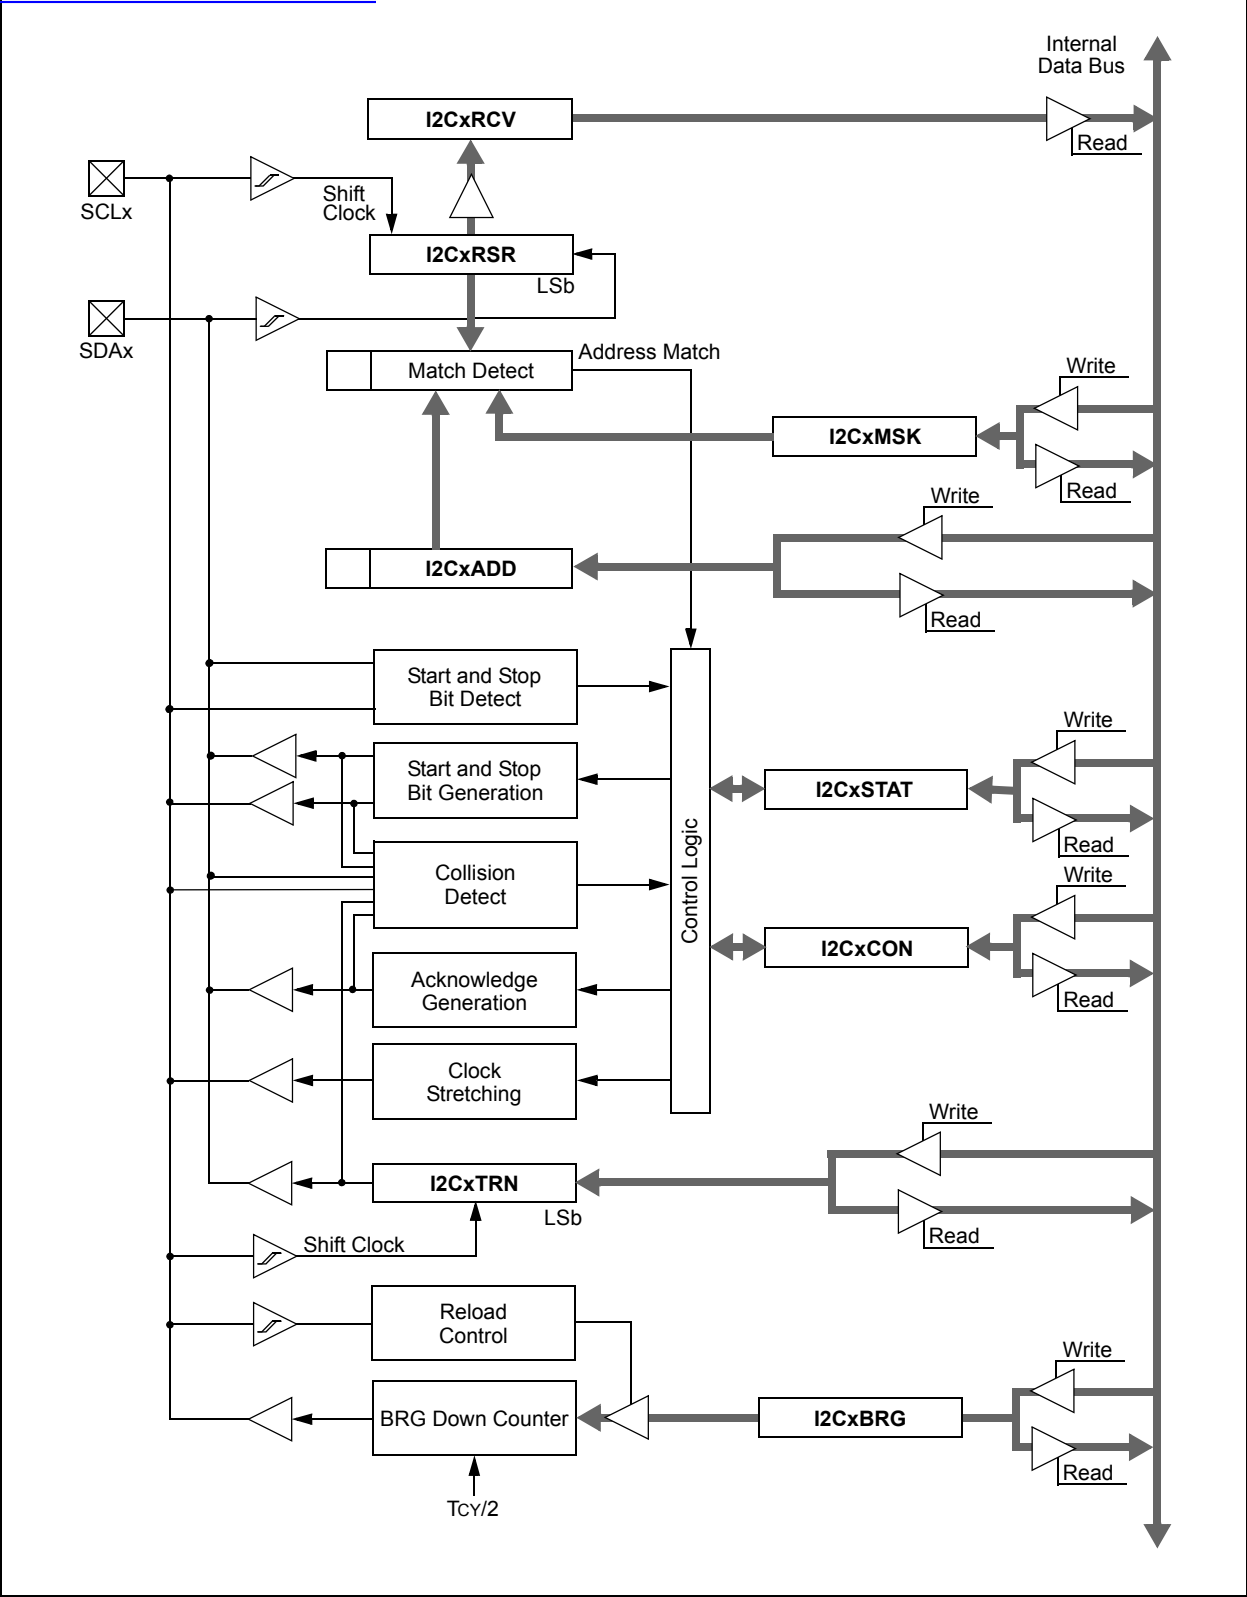 Internal
Data Bus
I2CxRCV
Read
SCLx
Shift
Clock
I2CxRSR
LSb
SDAx
Address Match
Match Detect
Write
I2CxMSK
Read
Write
I2CxADD
Read
Start and Stop
Bit Detect
Write
Start and Stop
Bit Generation
I2CxSTAT
Read
Control Logic
Collision
Detect
Write
I2CxCON
Acknowledge
Generation
Read
Clock
Stretching
Write
I2CxTRN
LSb
Read
Shift Clock
Reload
Control
Write
BRG Down Counter
I2CxBRG
Read
TCY/2